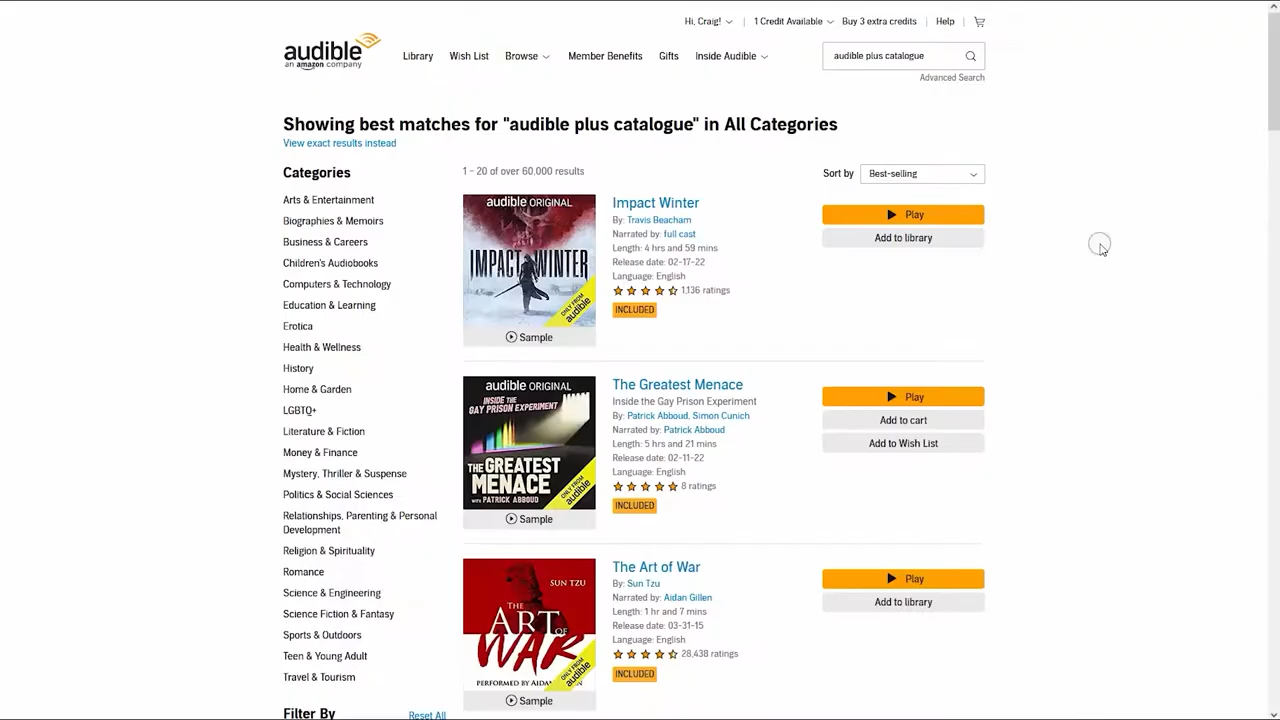 Hi, Craig!
1 Credit Available
Buy 3 extra credits
Help
audible
an amazon company
Library
Wish List
Browse
Member Benefits
Gifts
Inside Audible
audible plus catalogue
Advanced Search
Showing best matches for "audible plus catalogue" in All Categories
View exact results instead
Categories
Arts & Entertainment
Biographies & Memoirs
Business & Careers
Children's Audiobooks
Computers & Technology
Education & Learning
Erotica
Health & Wellness
History
Home & Garden
LGBTQ+
Literature & Fiction
Money & Finance
Mystery, Thriller & Suspense
Politics & Social Sciences
Relationships, Parenting & Personal
Development
Religion & Spirituality
Romance
Science & Engineering
Science Fiction & Fantasy
Sports & Outdoors
Teen & Young Adult
Travel & Tourism
Filter By
Reset All
1 - 20 of over 60,000 results
Sort by
Best-selling
audible ORIGINAL
IMPACT WINTER
ONLY FROM
audible
Sample
Impact Winter
By: Travis Beacham
Narrated by: full cast
Length: 4 hrs and 59 mins
Release date: 02-17-22
Language: English
1,136 ratings
INCLUDED
Play
Add to library
audible ORIGINAL
INSIDE THE
GAY PRISON EXPERIMENT
THE
GREATEST
MENACE
WITH PATRICK ABBOUD
ONLY FROM
audible
Sample
The Greatest Menace
Inside the Gay Prison Experiment
By: Patrick Abboud, Simon Cunich
Narrated by: Patrick Abboud
Length: 5 hrs and 21 mins
Release date: 02-11-22
Language: English
8 ratings
INCLUDED
Play
Add to cart
Add to Wish List
SUN TZU
THE
ART OF
WAR
PERFORMED BY
ONLY FROM
audible
Sample
The Art of War
By: Sun Tzu
Narrated by: Aidan Gillen
Length: 1 hr and 7 mins
Release date: 03-31-15
Language: English
28,438 ratings
INCLUDED
Play
Add to library